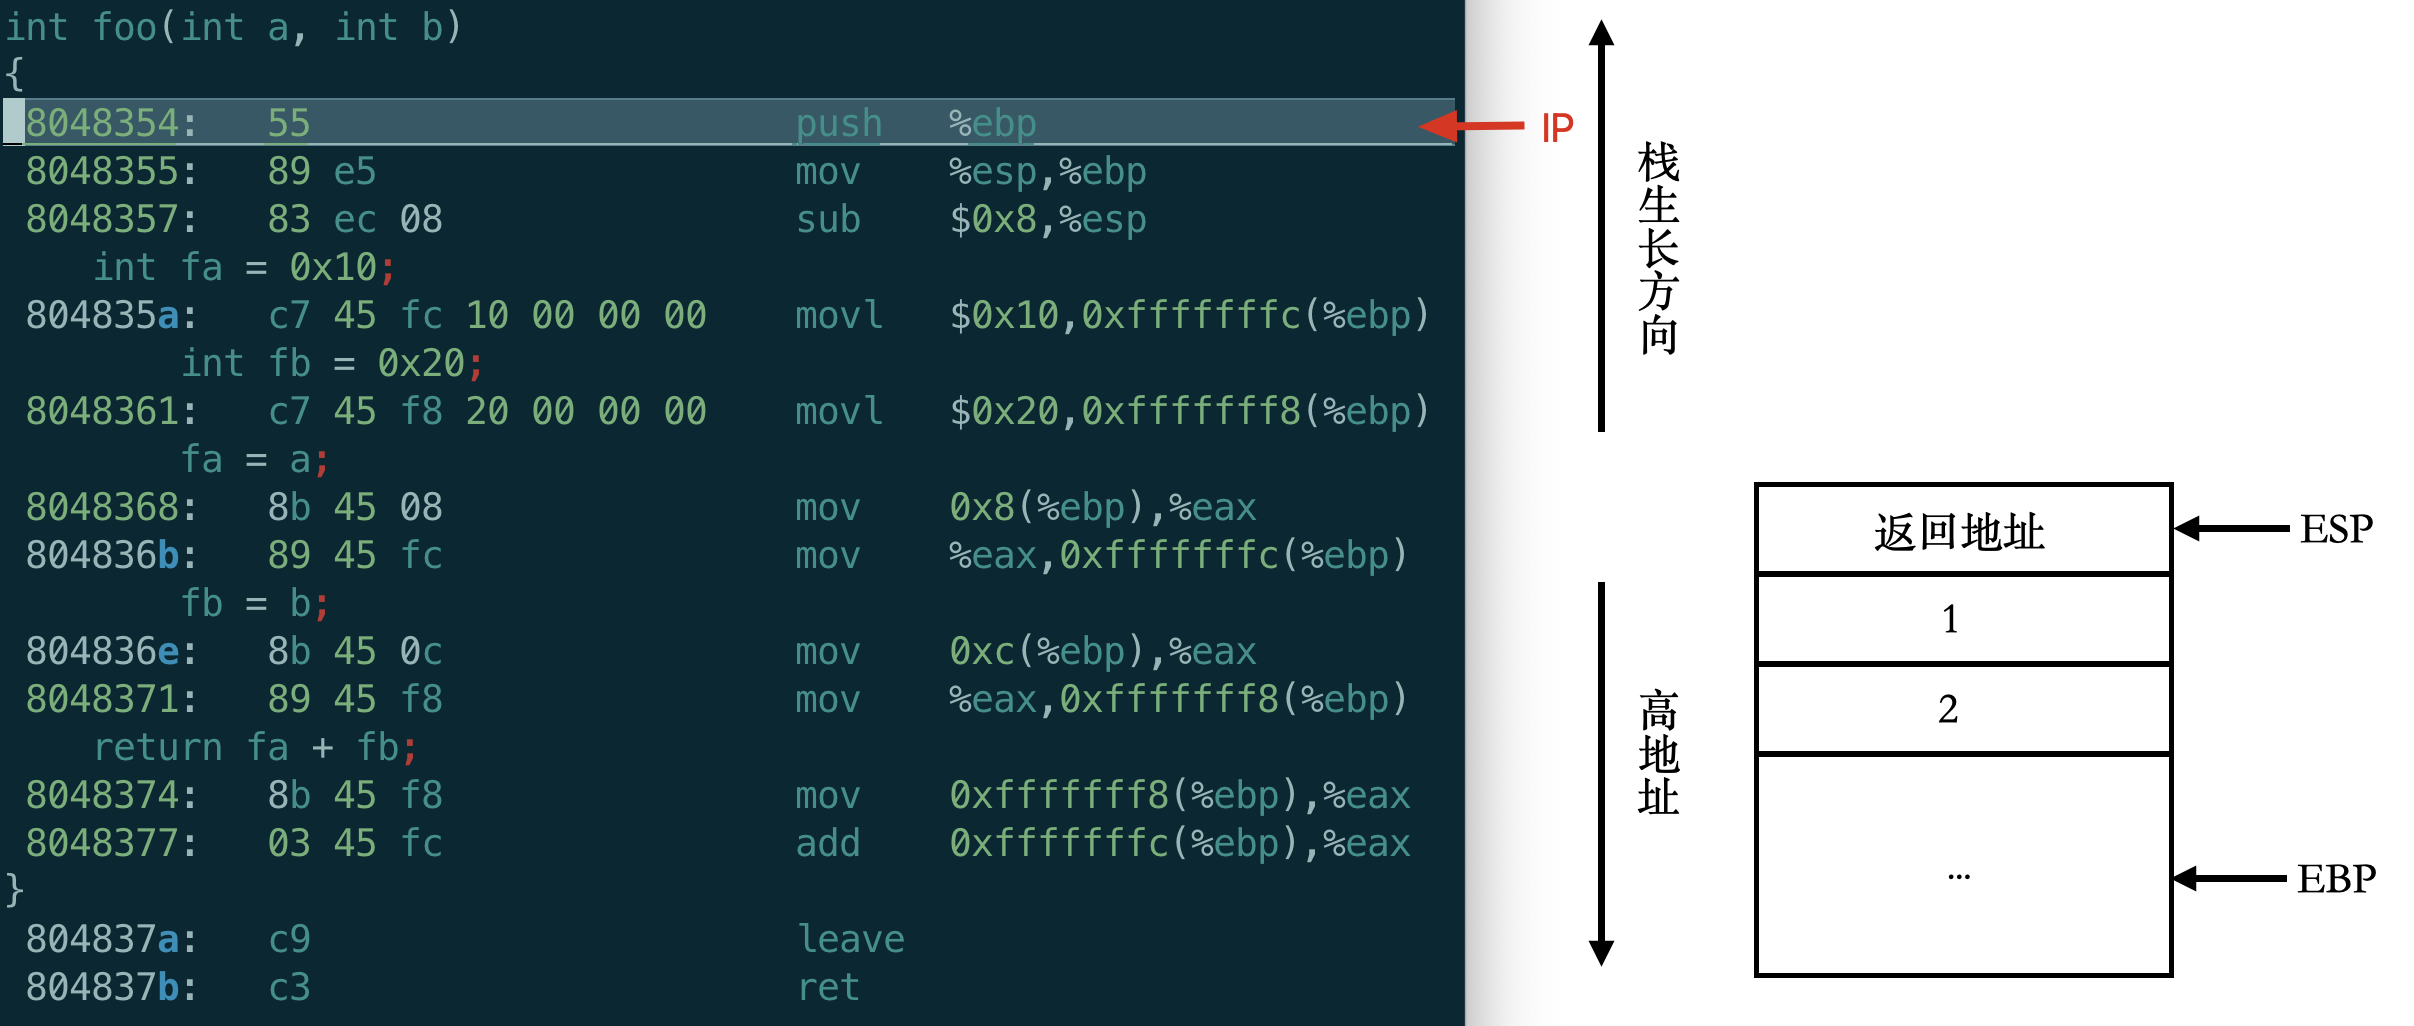 int foo(int a, int b)
{
8048354: 55 push %ebp
IP
8048355: 89 e5 mov %esp,%ebp
8048357: 83 ec 08 sub $0x8,%esp
int fa = 0x10;
804835a: c7 45 fc 10 00 00 00 movl $0x10,0xfffffffc(%ebp)
int fb = 0x20;
8048361: c7 45 f8 20 00 00 00 movl $0x20,0xfffffff8(%ebp)
fa = a;
8048368: 8b 45 08 mov 0x8(%ebp),%eax
804836b: 89 45 fc mov %eax,0xfffffffc(%ebp)
fb = b;
804836e: 8b 45 0c mov 0xc(%ebp),%eax
8048371: 89 45 f8 mov %eax,0xfffffff8(%ebp)
return fa + fb;
8048374: 8b 45 f8 mov 0xfffffff8(%ebp),%eax
8048377: 03 45 fc add 0xfffffffc(%ebp),%eax
}
804837a: c9 leave
804837b: c3 ret
栈生长方向
高地址
返回地址
ESP
1
2
...
EBP